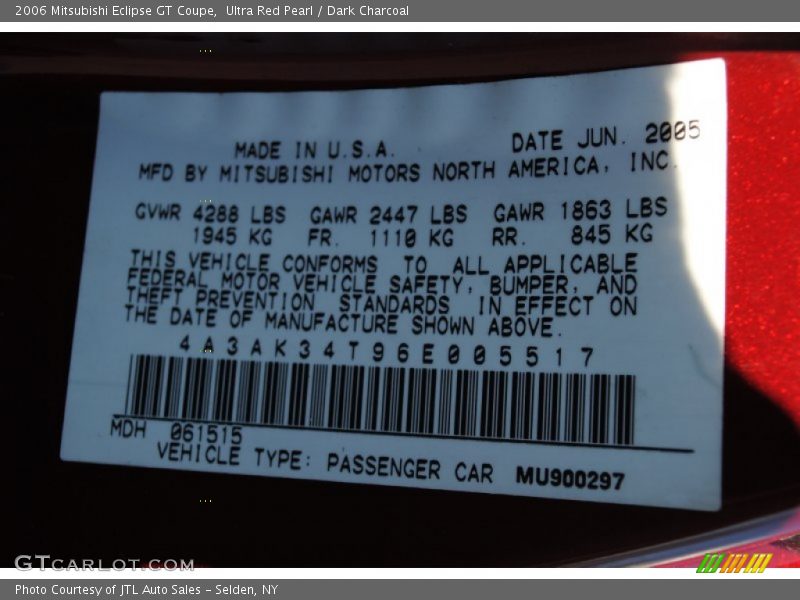 2006 Mitsubishi Eclipse GT Coupe,  Ultra Red Pearl / Dark Charcoal
MADE IN U.S.A. DATE JUN. 2005
MFD BY MITSUBISHI MOTORS NORTH AMERICA, INC.
GVWR 4288 LBS GAWR 2447 LBS GAWR 1863 LBS
1945 KG FR. 1110 KG RR. 845 KG
THIS VEHICLE CONFORMS TO ALL APPLICABLE
FEDERAL MOTOR VEHICLE SAFETY, BUMPER, AND
THEFT PREVENTION STANDARDS IN EFFECT ON
THE DATE OF MANUFACTURE SHOWN ABOVE.
4A3AK34T96E005517
MDH 061515
VEHICLE TYPE: PASSENGER CAR MU900297
GTCARLOT.COM
Photo Courtesy of JTL Auto Sales - Selden, NY